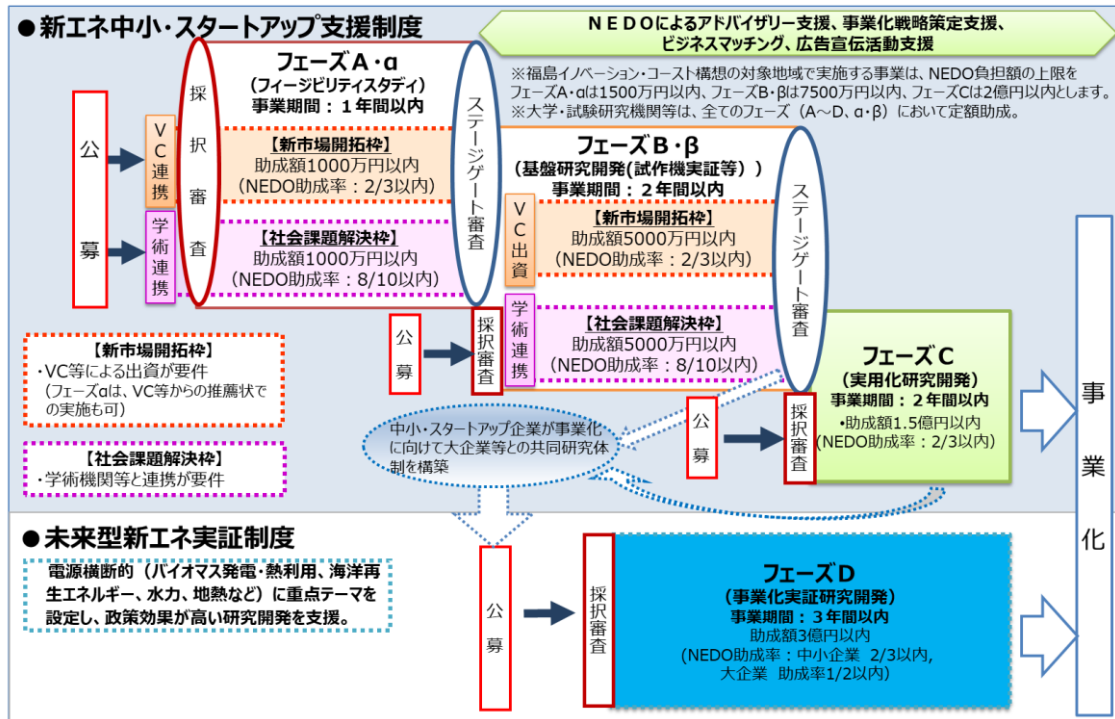 ●新エネ中小・スタートアップ支援制度
NEDOによるアドバイザリー支援、事業化戦略策定支援、
ビジネスマッチング、広告宣伝活動支援
※福島イノベーション・コースト構想の対象地域で実施する事業は、NEDO負担額の上限を
フェーズA・αは1500万円以内、フェーズB・βは7500万円以内、フェーズCは2億円以内とします。
※大学・試験研究機関等は、全てのフェーズ（A～D、α・β）において定額助成。
公募
VC連携
学術連携
採択審査
フェーズA・α
(フィージビリティスタディ)
事業期間：１年間以内
【新市場開拓枠】
助成額1000万円以内
(NEDO助成率：2/3以内)
【社会課題解決枠】
助成額1000万円以内
(NEDO助成率：8/10以内)
ステージゲート審査
公募
採択審査
フェーズB・β
(基盤研究開発(試作機実証等））
事業期間：２年間以内
VC出資
【新市場開拓枠】
助成額5000万円以内
(NEDO助成率：2/3以内)
学術連携
【社会課題解決枠】
助成額5000万円以内
(NEDO助成率：8/10以内)
ステージゲート審査
公募
採択審査
フェーズC
(実用化研究開発)
事業期間：２年間以内
•助成額1.5億円以内
(NEDO助成率：2/3以内)
事業化
【新市場開拓枠】
・VC等による出資が要件
(フェーズαは、VC等からの推薦状で
の実施も可)
【社会課題解決枠】
・学術機関等と連携が要件
中小・スタートアップ企業が事業化
に向けて大企業等との共同研究体
制を構築
●未来型新エネ実証制度
電源横断的（バイオマス発電・熱利用、海洋再
生エネルギー、水力、地熱など）に重点テーマを
設定し、政策効果が高い研究開発を支援。
公募
採択審査
フェーズD
(事業化実証研究開発)
事業期間：３年間以内
助成額3億円以内
(NEDO助成率：中小企業 2/3以内,
大企業 助成率1/2以内)